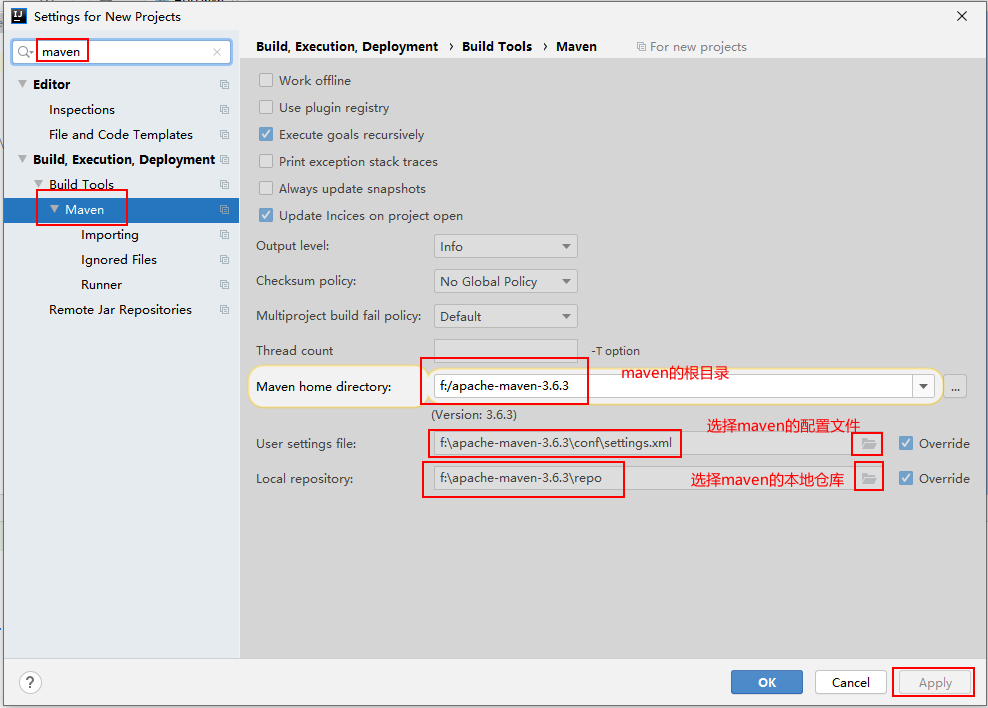 Settings for New Projects
maven
Editor
Inspections
File and Code Templates
Build, Execution, Deployment
Build Tools
Maven
Importing
Ignored Files
Runner
Remote Jar Repositories
Build, Execution, Deployment › Build Tools › Maven For new projects
Work offline
Use plugin registry
Execute goals recursively
Print exception stack traces
Always update snapshots
Update Incices on project open
Output level: Info
Checksum policy: No Global Policy
Multiproject build fail policy: Default
Thread count -T option
Maven home directory: f:/apache-maven-3.6.3 maven的根目录 ...
(Version: 3.6.3)
选择maven的配置文件
User settings file: f:\apache-maven-3.6.3\conf\settings.xml Override
Local repository: f:\apache-maven-3.6.3\repo 选择maven的本地仓库 Override
? OK Cancel Apply